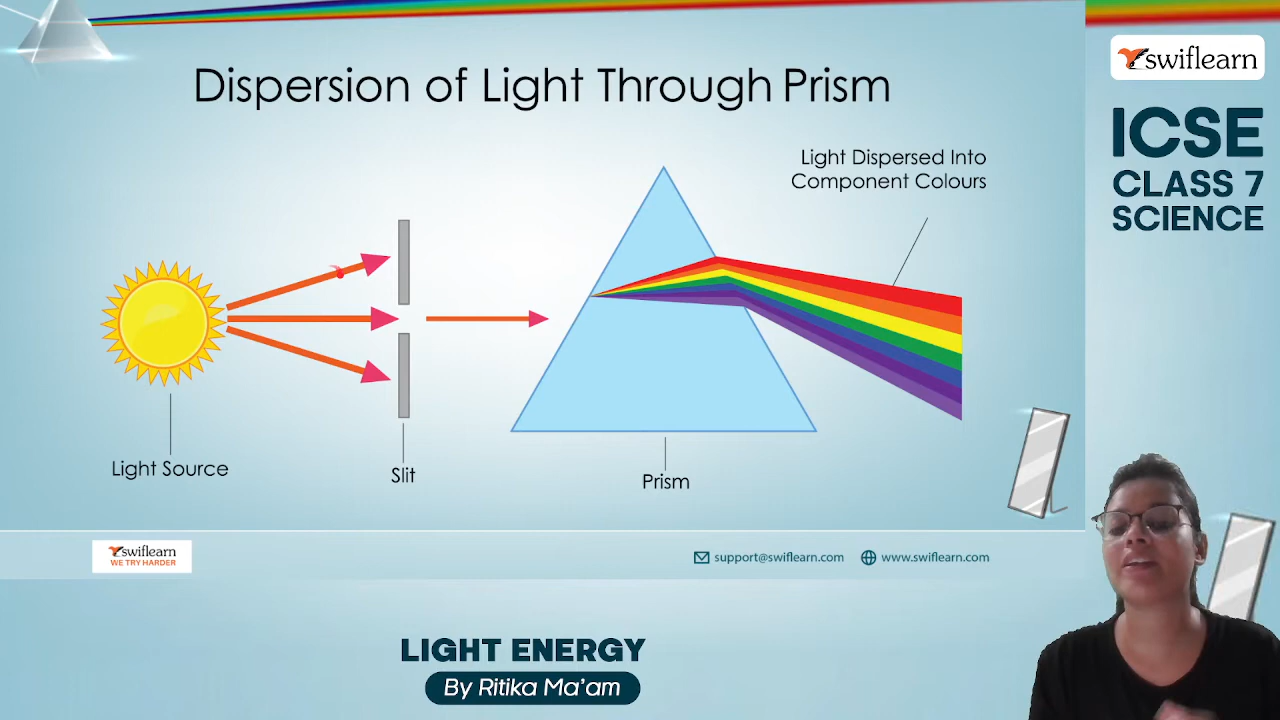 Dispersion of Light Through Prism
Light Dispersed Into
Component Colours
Light Source
Slit
Prism
swiflearn
WE TRY HARDER
support@swiflearn.com
www.swiflearn.com
swiflearn
ICSE
CLASS 7
SCIENCE
LIGHT ENERGY
By Ritika Ma'am